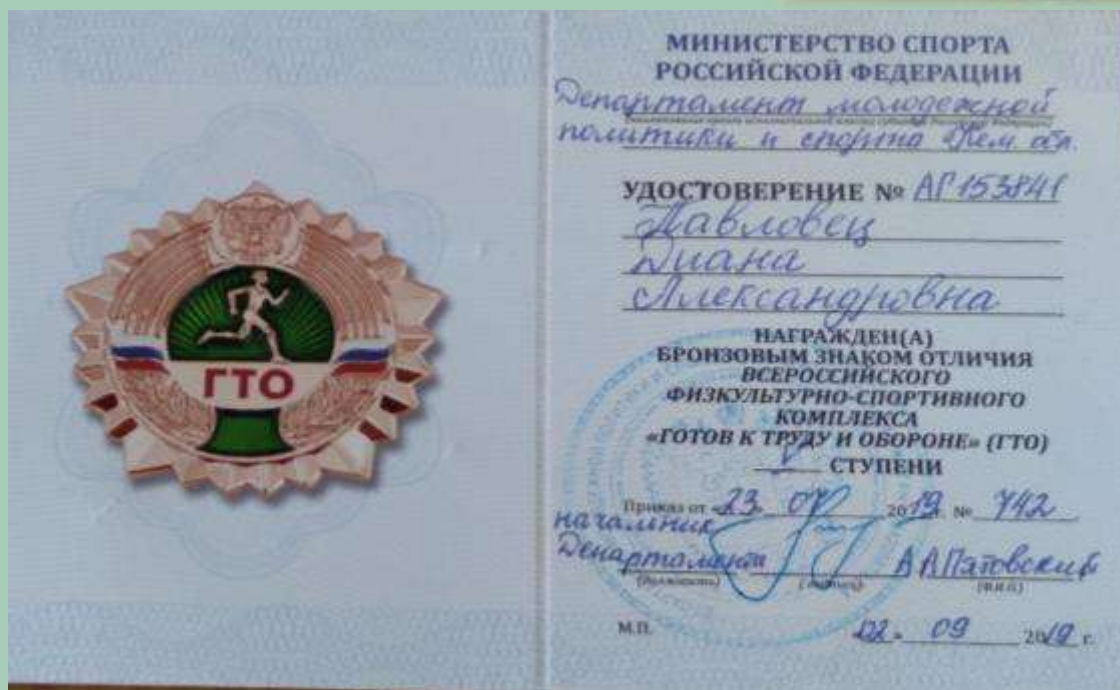 ГТО
МИНИСТЕРСТВО СПОРТА
РОССИЙСКОЙ ФЕДЕРАЦИИ
Департамент молодежной
политики и спорта Кем обл.
УДОСТОВЕРЕНИЕ № АГ153841
Павловец
Диана
Александровна
НАГРАЖДЕН(А)
БРОНЗОВЫМ ЗНАКОМ ОТЛИЧИЯ
ВСЕРОССИЙСКОГО
ФИЗКУЛЬТУРНО-СПОРТИВНОГО
КОМПЛЕКСА
«ГОТОВ К ТРУДУ И ОБОРОНЕ» (ГТО)
V СТУПЕНИ
Приказ от «23» 07 2019 г. № 742
начальник
Департамента А А Пятовский
(должность) (подпись) (Ф.И.О.)
М.П. «02» 09 2019 г.